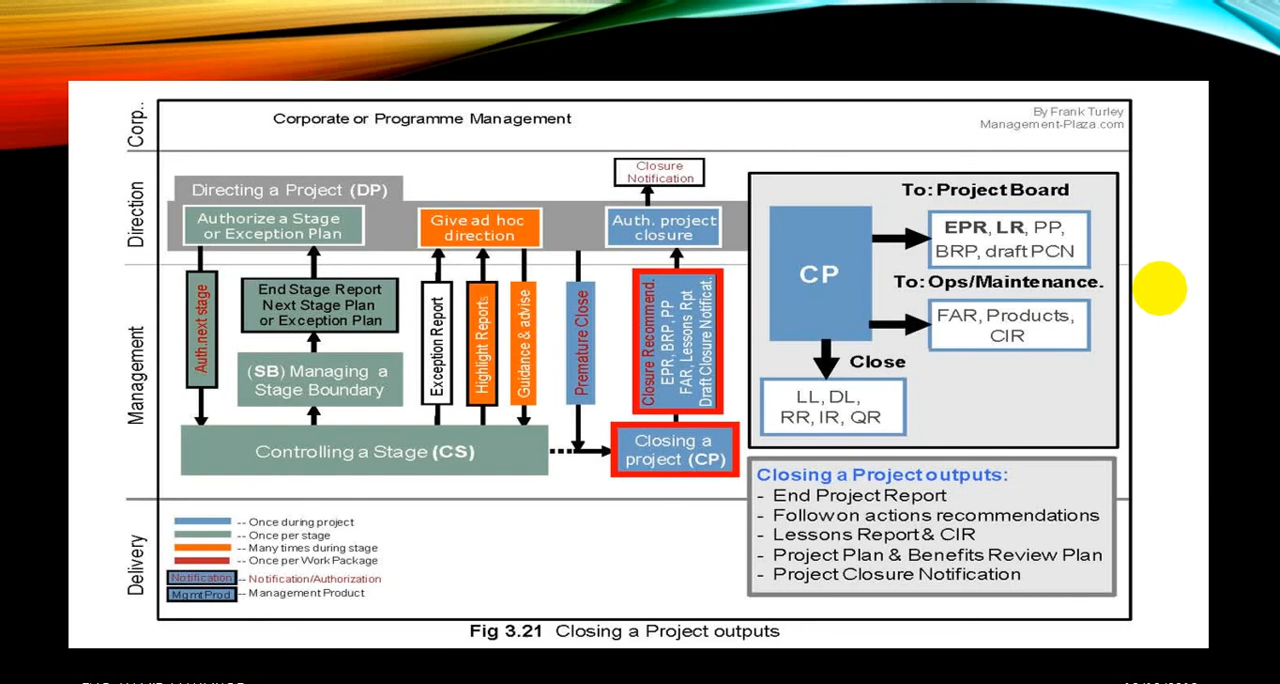 Corporate or Programme Management
By Frank Turley
Management-Plaza.com
Corp..
Direction
Management
Delivery
Directing a Project (DP)
Authorize a Stage
or Exception Plan
Give ad hoc
direction
Closure
Notification
Auth. project
closure
Auth.next stage
End Stage Report
Next Stage Plan
or Exception Plan
(SB) Managing a
Stage Boundary
Exception Report
Highlight Reports
Guidance & advise
Premature Close
Closure Recommend.
EPR, BRP, PP
FAR, Lessons Rpt
Draft Closure Notificat.
Controlling a Stage (CS)
Closing a
project (CP)
To: Project Board
CP
EPR, LR, PP,
BRP, draft PCN
To: Ops/Maintenance.
FAR, Products,
CIR
Close
LL, DL,
RR, IR, QR
Closing a Project outputs:
- End Project Report
- Follow on actions recommendations
- Lessons Report & CIR
- Project Plan & Benefits Review Plan
- Project Closure Notification
-- Once during project
-- Once per stage
-- Many times during stage
-- Once per Work Package
Notification -- Notification/Authorization
MgmtProd -- Management Product
Fig 3.21 Closing a Project outputs